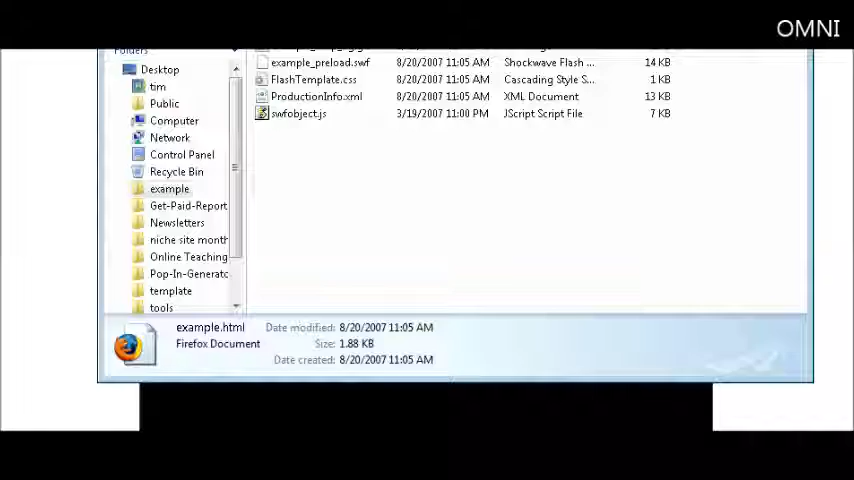 OMNI
Folders
example_preload.swf 8/20/2007 11:05 AM Shockwave Flash ... 14 KB
Desktop
FlashTemplate.css 8/20/2007 11:05 AM Cascading Style S... 1 KB
tim
ProductionInfo.xml 8/20/2007 11:05 AM XML Document 13 KB
Public
swfobject.js 3/19/2007 11:00 PM JScript Script File 7 KB
Computer
Network
Control Panel
Recycle Bin
example
Get-Paid-Report
Newsletters
niche site month
Online Teaching
Pop-In-Generato
template
tools
example.html Date modified: 8/20/2007 11:05 AM
Firefox Document Size: 1.88 KB
Date created: 8/20/2007 11:05 AM